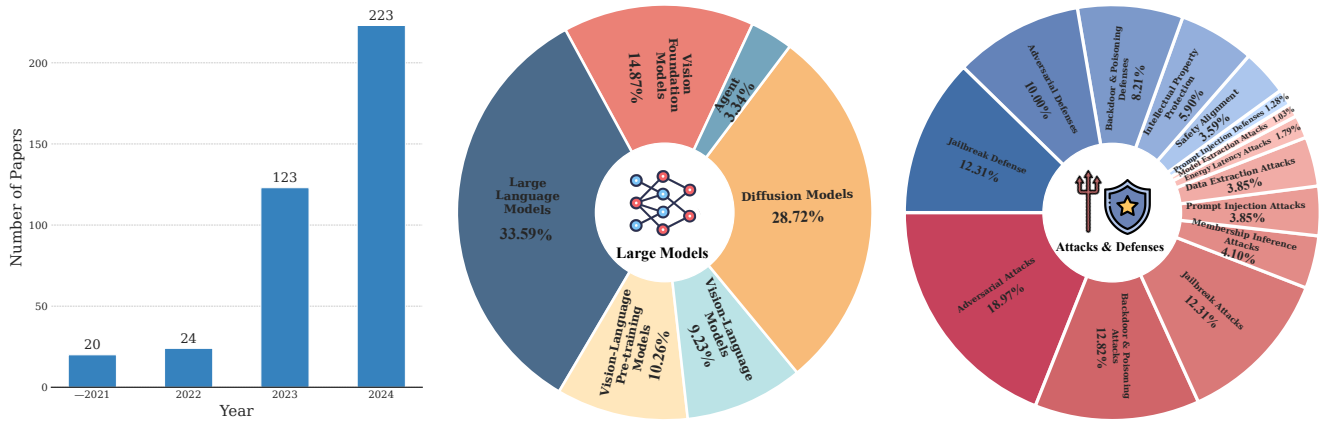 Number of Papers
200
150
100
50
0
20
24
123
223
—2021
2022
2023
2024
Year
Vision
Foundation
Models
14.87%
Agent
3.34%
Diffusion Models
28.72%
Vision-Language
Models
9.23%
Vision-Language
Pre-training
Models
10.26%
Large
Language
Models
33.59%
Large Models
Jailbreak Defense
12.31%
Adversarial Defenses
10.00%
Backdoor & Poisoning
Defenses
8.21%
Intellectual Property
Protection
5.90%
Safety Alignment
3.59%
Prompt Injection Defenses 1.28%
Model Extraction Attacks 1.03%
Energy Latency Attacks 1.79%
Data Extraction Attacks
3.85%
Prompt Injection Attacks
3.85%
Membership Inference
Attacks
4.10%
Jailbreak Attacks
12.31%
Backdoor & Poisoning
Attacks
12.82%
Adversarial Attacks
18.97%
Attacks & Defenses